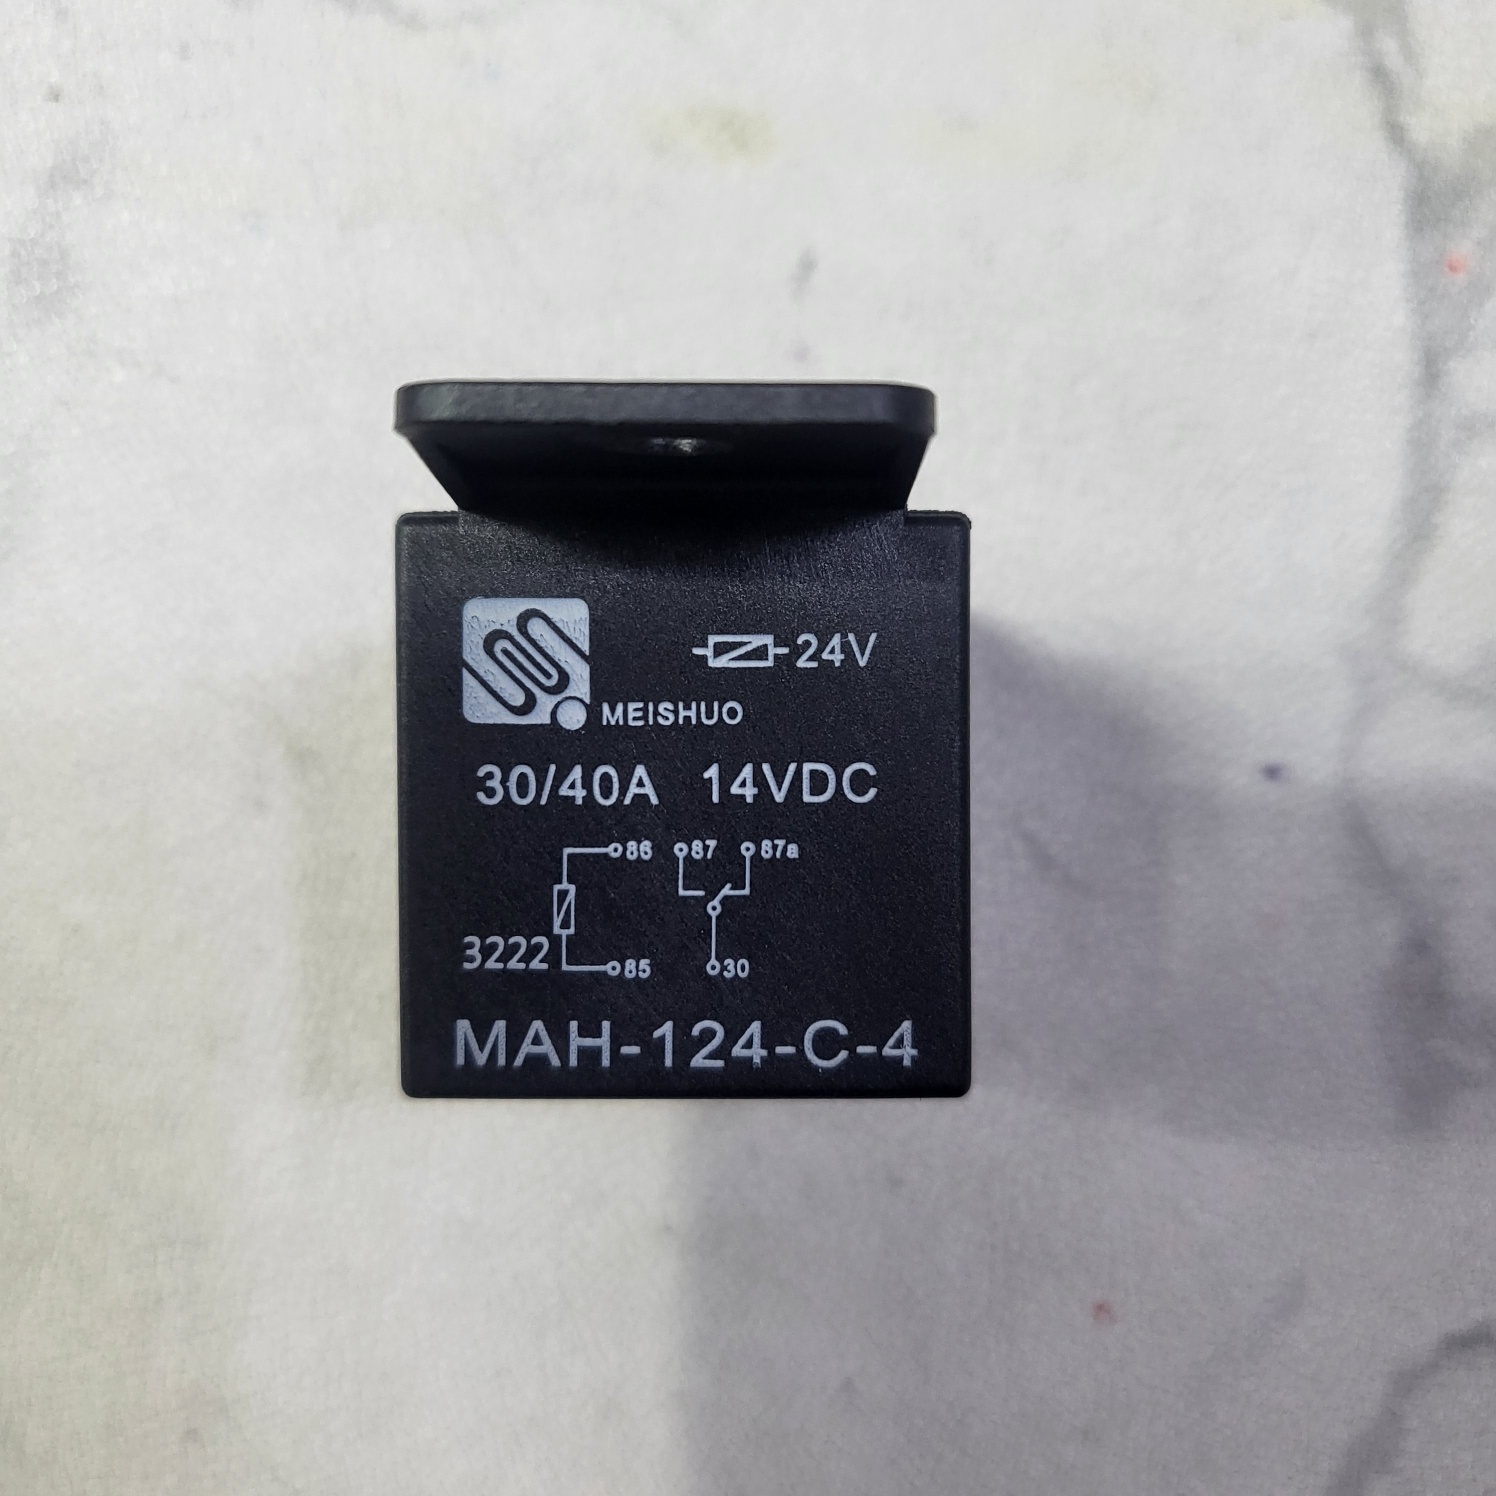 24V
MEISHUO
30/40A 14VDC
86 87 87a
3222
85 30
MAH-124-C-4